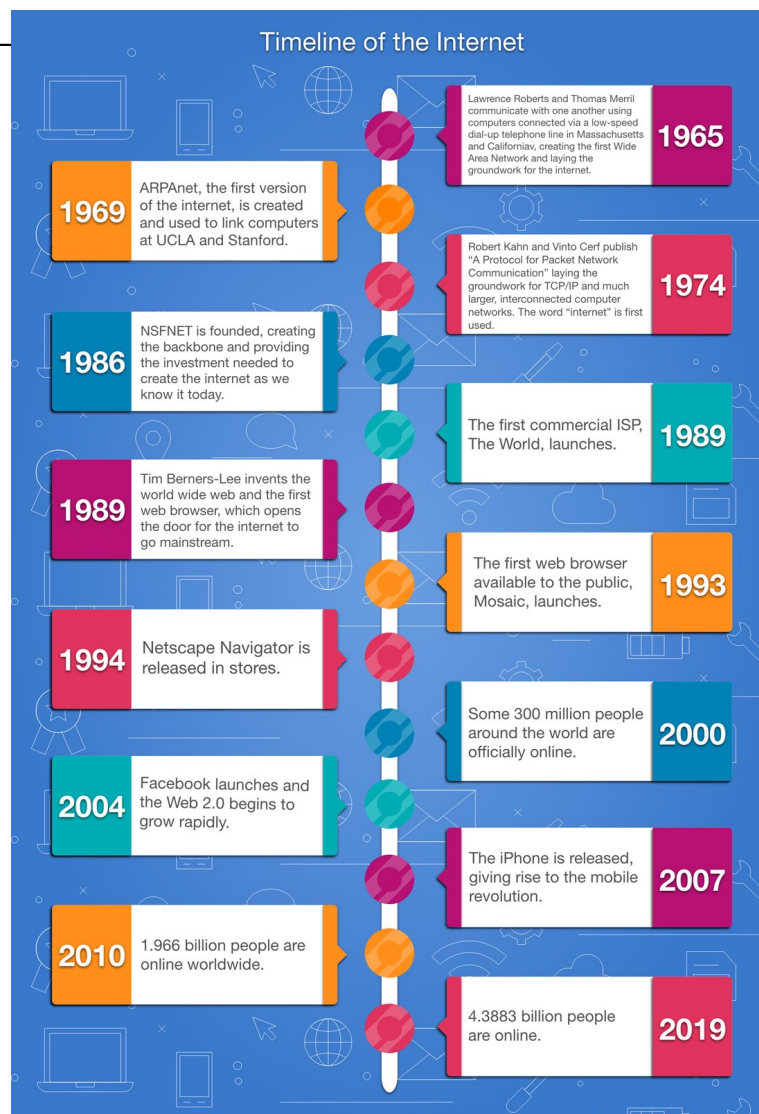 Timeline of the Internet
Lawrence Roberts and Thomas Merril
communicate with one another using
computers connected via a low-speed
dial-up telephone line in Massachusetts
and Californiav, creating the first Wide
Area Network and laying the
groundwork for the internet.
1965
1969
ARPAnet, the first version
of the internet, is created
and used to link computers
at UCLA and Stanford.
Robert Kahn and Vinto Cerf publish
“A Protocol for Packet Network
Communication” laying the
groundwork for TCP/IP and much
larger, interconnected computer
networks. The word “internet” is first
used.
1974
1986
NSFNET is founded, creating
the backbone and providing
the investment needed to
create the internet as we
know it today.
The first commercial ISP,
The World, launches.
1989
1989
Tim Berners-Lee invents the
world wide web and the first
web browser, which opens
the door for the internet to
go mainstream.
The first web browser
available to the public,
Mosaic, launches.
1993
1994
Netscape Navigator is
released in stores.
Some 300 million people
around the world are
officially online.
2000
2004
Facebook launches and
the Web 2.0 begins to
grow rapidly.
The iPhone is released,
giving rise to the mobile
revolution.
2007
2010
1.966 billion people are
online worldwide.
4.3883 billion people
are online.
2019